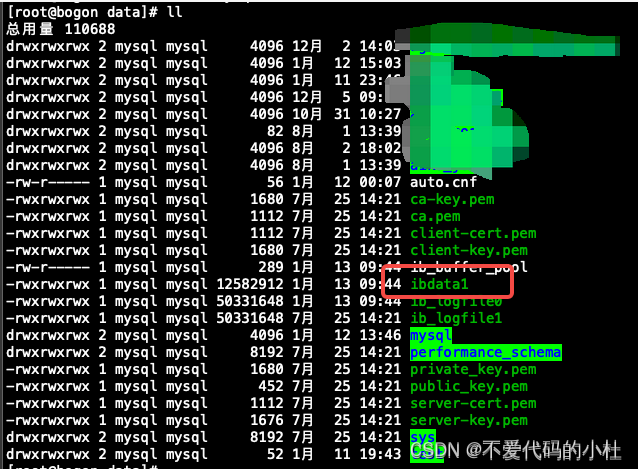 [root@bogon data]# ll
总用量 110688
drwxrwxrwx 2 mysql mysql 4096 12月 2 14:02
drwxrwxrwx 2 mysql mysql 4096 1月 12 15:03
drwxrwxrwx 2 mysql mysql 4096 1月 11
drwxrwxrwx 2 mysql mysql 4096 12月 5
drwxrwxrwx 2 mysql mysql 4096 10月 31 10:27
drwxrwxrwx 2 mysql mysql 82 8月 1 13:39
drwxrwxrwx 2 mysql mysql 4096 8月 2 18:02
drwxrwxrwx 2 mysql mysql 4096 8月 1 13:39
-rw-r----- 1 mysql mysql 56 1月 12 00:07 auto.cnf
-rwxrwxrwx 1 mysql mysql 1680 7月 25 14:21 ca-key.pem
-rwxrwxrwx 1 mysql mysql 1112 7月 25 14:21 ca.pem
-rwxrwxrwx 1 mysql mysql 1112 7月 25 14:21 client-cert.pem
-rwxrwxrwx 1 mysql mysql 1680 7月 25 14:21 client-key.pem
-rw-r----- 1 mysql mysql 289 1月 13 09:44 ib_buffer_pool
-rwxrwxrwx 1 mysql mysql 12582912 1月 13 09:44 ibdata1
-rwxrwxrwx 1 mysql mysql 50331648 1月 13 09:44 ib_logfile0
-rwxrwxrwx 1 mysql mysql 50331648 7月 25 14:21 ib_logfile1
drwxrwxrwx 2 mysql mysql 4096 1月 12 13:46 mysql
drwxrwxrwx 2 mysql mysql 8192 7月 25 14:21 performance_schema
-rwxrwxrwx 1 mysql mysql 1680 7月 25 14:21 private_key.pem
-rwxrwxrwx 1 mysql mysql 452 7月 25 14:21 public_key.pem
-rwxrwxrwx 1 mysql mysql 1112 7月 25 14:21 server-cert.pem
-rwxrwxrwx 1 mysql mysql 1676 7月 25 14:21 server-key.pem
drwxrwxrwx 2 mysql mysql 8192 7月 25 14:21 sys
drwxrwxrwx 2 mysql mysql 52 1月 11 19:43
CSDN @不爱代码的小杜
[root@bogon data]#